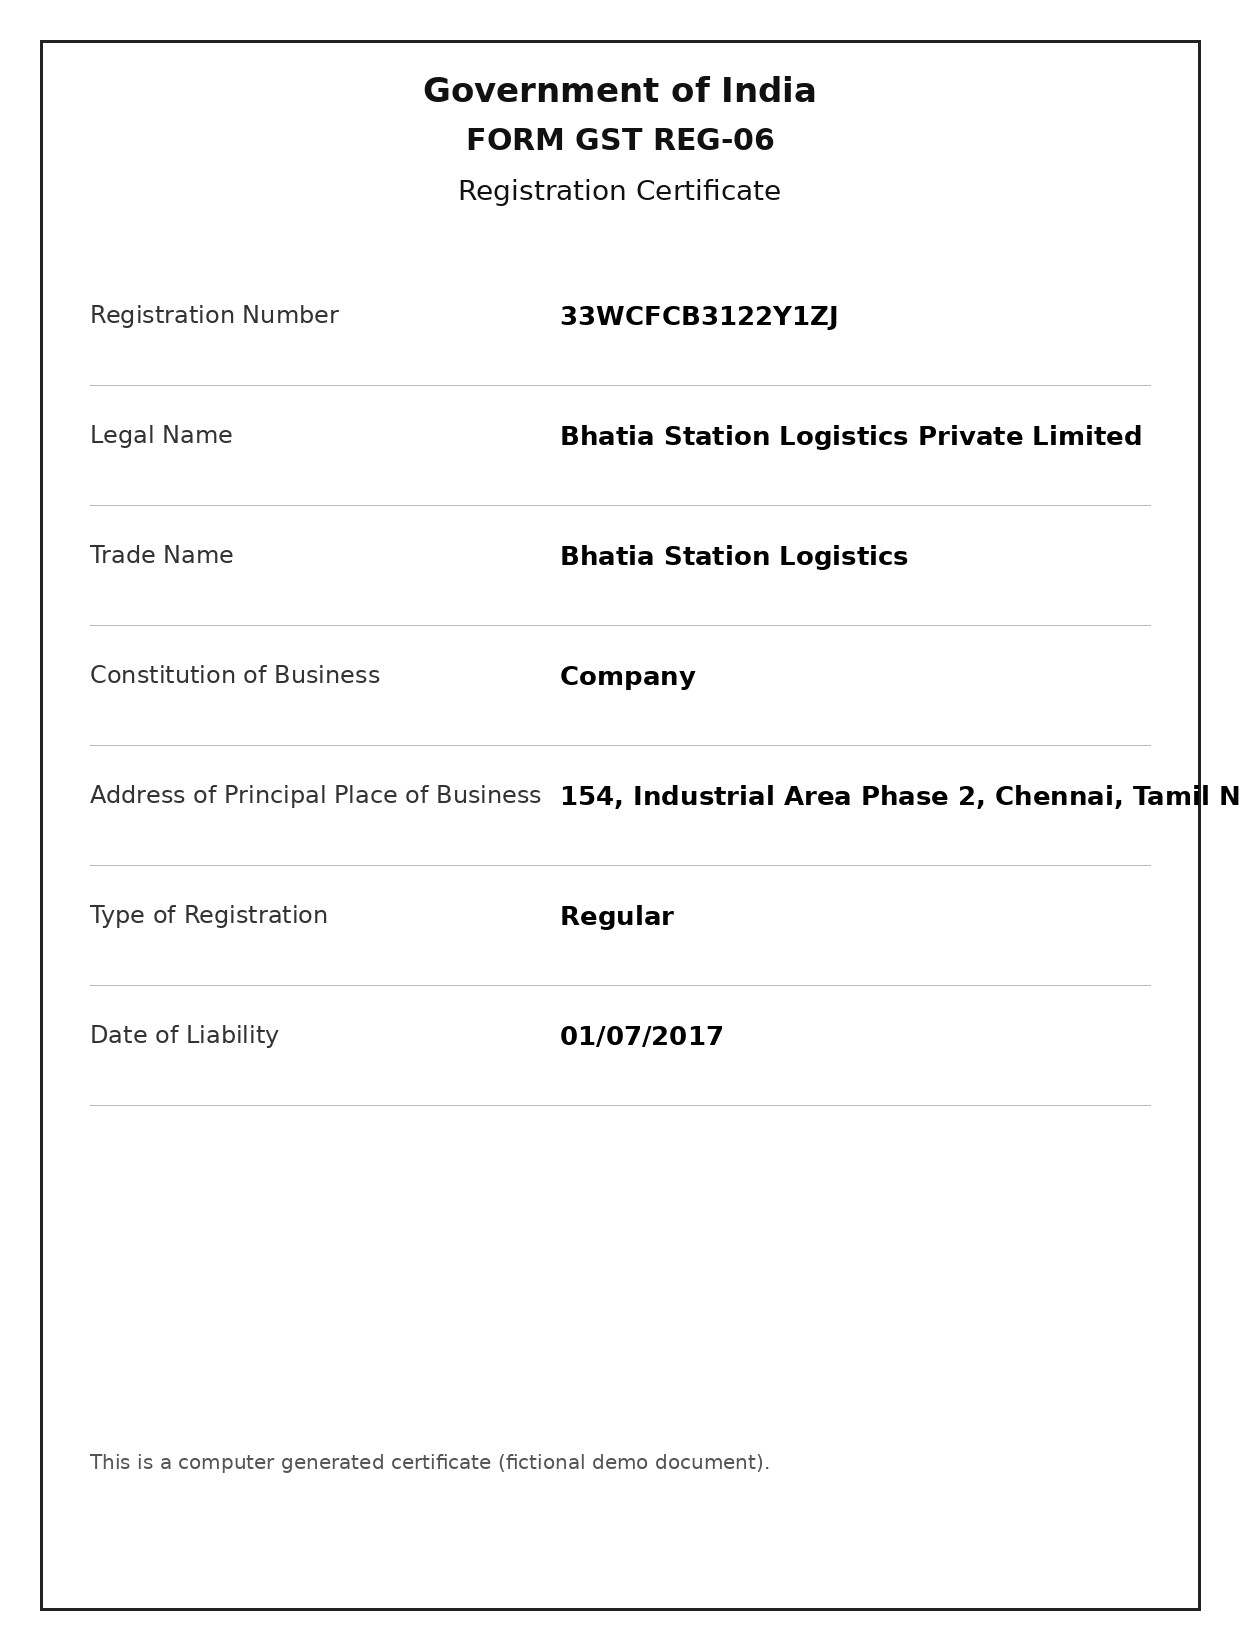 Government of India
FORM GST REG-06
Registration Certificate
Registration Number 33WCFCB3122Y1ZJ
Legal Name Bhatia Station Logistics Private Limited
Trade Name Bhatia Station Logistics
Constitution of Business Company
Address of Principal Place of Business 154, Industrial Area Phase 2, Chennai, Tamil N
Type of Registration Regular
Date of Liability 01/07/2017
This is a computer generated certificate (fictional demo document).